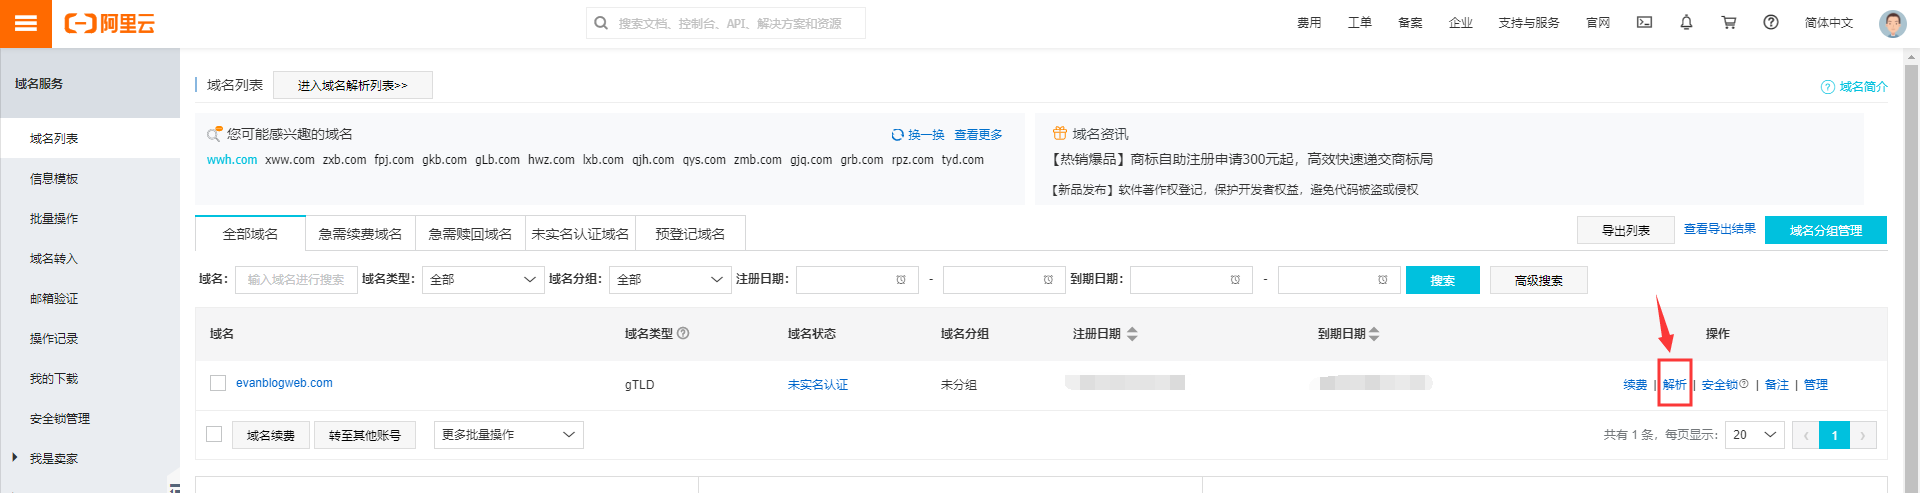 阿里云
搜索文档、控制台、API、解决方案和资源
费用 工单 备案 企业 支持与服务 官网 简体中文
域名服务
域名列表
信息模板
批量操作
域名转入
邮箱验证
操作记录
我的下载
安全锁管理
我是卖家
域名列表 进入域名解析列表>> 域名简介
您可能感兴趣的域名 换一换 查看更多
wwh.com xww.com zxb.com fpj.com gkb.com gLb.com hwz.com lxb.com qjh.com qys.com zmb.com gjq.com grb.com rpz.com tyd.com
域名资讯
【热销爆品】商标自助注册申请300元起，高效快速递交商标局
【新品发布】软件著作权登记，保护开发者权益，避免代码被盗或侵权
全部域名 急需续费域名 急需赎回域名 未实名认证域名 预登记域名 导出列表 查看导出结果 域名分组管理
域名： 输入域名进行搜索 域名类型： 全部 域名分组： 全部 注册日期： - 到期日期： - 搜索 高级搜索
域名 域名类型 域名状态 域名分组 注册日期 到期日期 操作
evanblogweb.com gTLD 未实名认证 未分组 续费 | 解析 | 安全锁 | 备注 | 管理
域名续费 转至其他账号 更多批量操作 共有 1 条，每页显示： 20 < 1 >